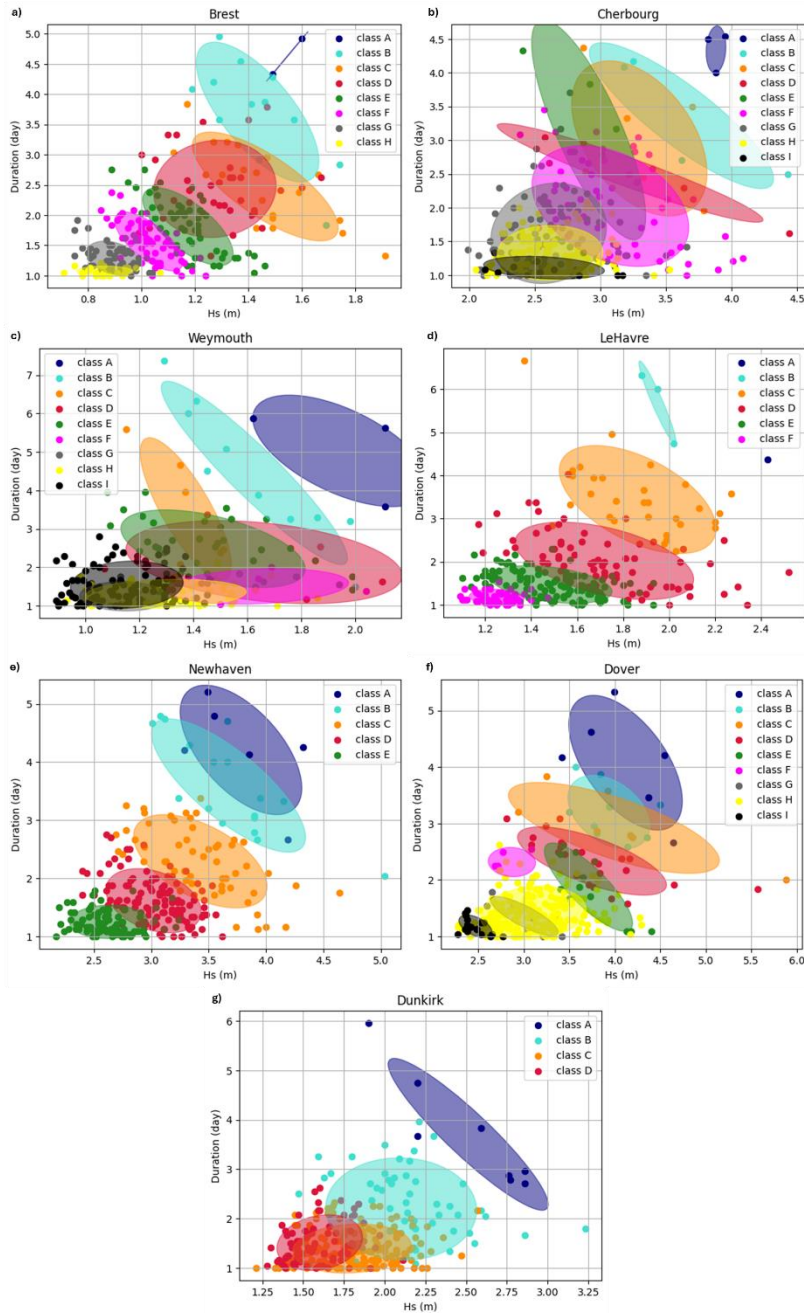 a)
Brest
5.0
4.5
4.0
3.5
3.0
2.5
2.0
1.5
1.0
Duration (day)
class A
class B
class C
class D
class E
class F
class G
class H
0.8 1.0 1.2 1.4 1.6 1.8
Hs (m)
b)
Cherbourg
4.5
4.0
3.5
3.0
2.5
2.0
1.5
1.0
Duration (day)
class A
class B
class C
class D
class E
class F
class G
class H
class I
2.0 2.5 3.0 3.5 4.0 4.5
Hs (m)
c)
Weymouth
7
6
5
4
3
2
1
Duration (day)
class A
class B
class C
class D
class E
class F
class G
class H
class I
1.0 1.2 1.4 1.6 1.8 2.0
Hs (m)
d)
LeHavre
6
5
4
3
2
1
Duration (day)
class A
class B
class C
class D
class E
class F
1.2 1.4 1.6 1.8 2.0 2.2 2.4
Hs (m)
e)
Newhaven
5
4
3
2
1
Duration (day)
class A
class B
class C
class D
class E
2.5 3.0 3.5 4.0 4.5 5.0
Hs (m)
f)
Dover
5
4
3
2
1
Duration (day)
class A
class B
class C
class D
class E
class F
class G
class H
class I
2.5 3.0 3.5 4.0 4.5 5.0 5.5 6.0
Hs (m)
g)
Dunkirk
6
5
4
3
2
1
Duration (day)
class A
class B
class C
class D
1.25 1.50 1.75 2.00 2.25 2.50 2.75 3.00 3.25
Hs (m)